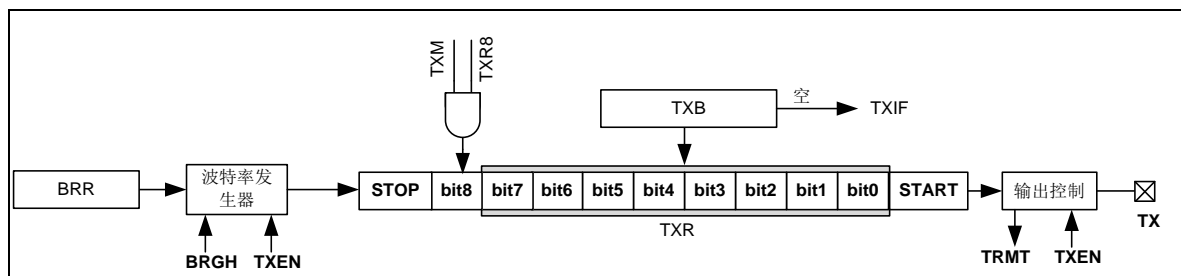 TXM
TXR8
TXB
空
TXIF
BRR
波特率发
生器
STOP
bit8
bit7
bit6
bit5
bit4
bit3
bit2
bit1
bit0
START
输出控制
TX
TXR
BRGH
TXEN
TRMT
TXEN